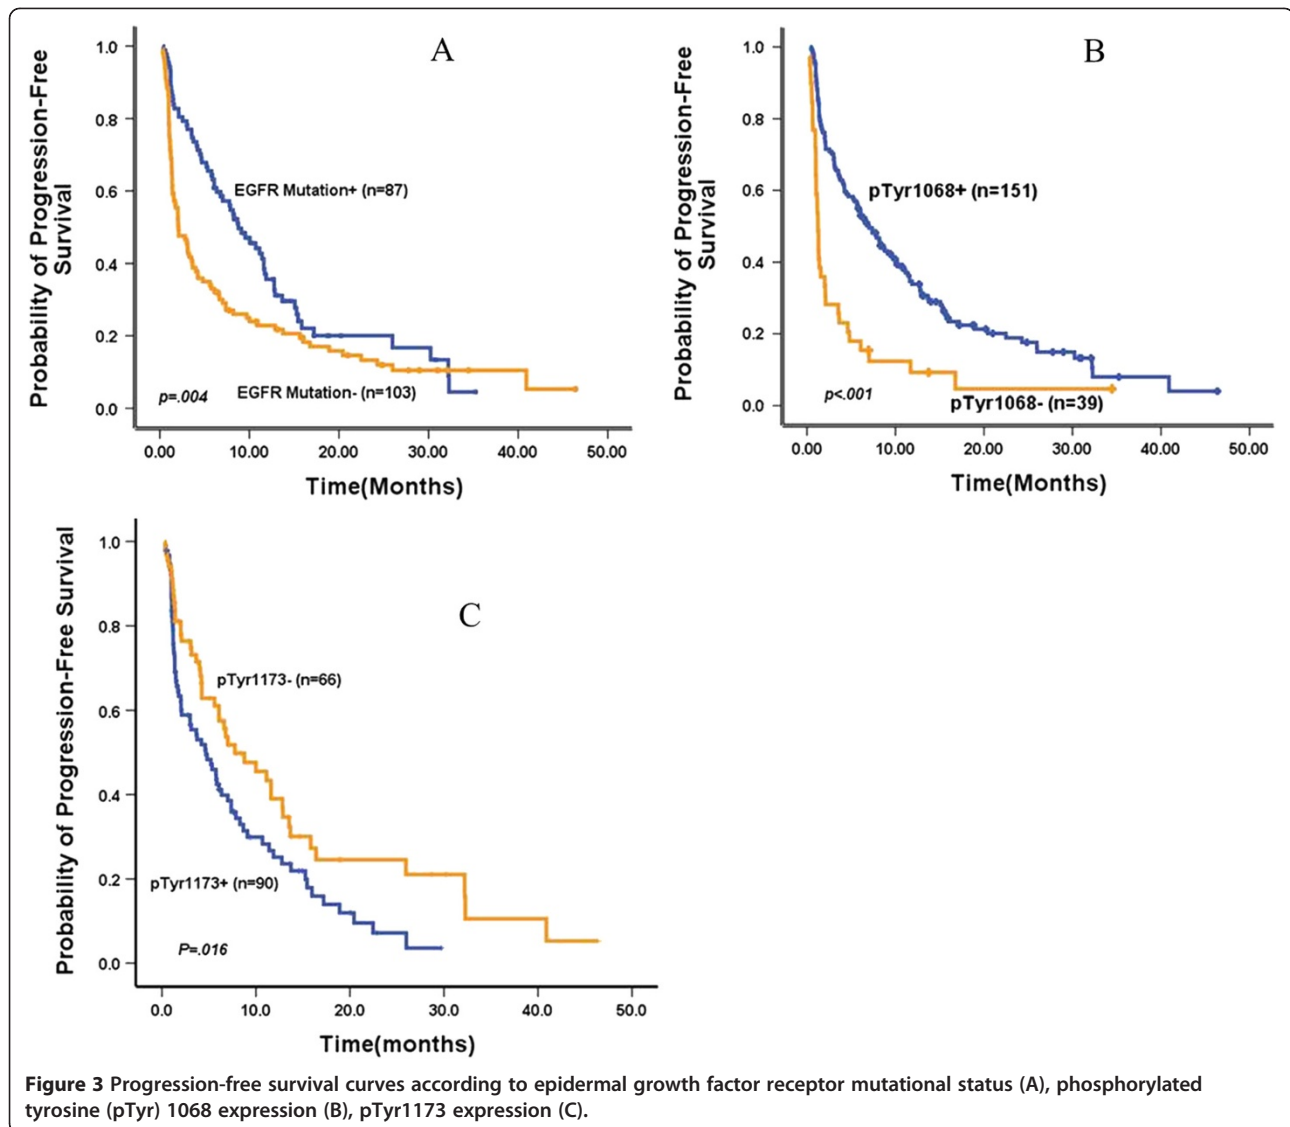 A
Probability of Progression-Free
Survival
1.0
0.8
0.6
0.4
0.2
0.0
EGFR Mutation+ (n=87)
EGFR Mutation- (n=103)
p=.004
0.00 10.00 20.00 30.00 40.00 50.00
Time(Months)
B
Probability of Progression-Free
Survival
1.0
0.8
0.6
0.4
0.2
0.0
pTyr1068+ (n=151)
p<.001
pTyr1068- (n=39)
0.00 10.00 20.00 30.00 40.00 50.00
Time(Months)
C
Probability of Progression-Free Survival
1.0
0.8
0.6
0.4
0.2
0.0
pTyr1173- (n=66)
pTyr1173+ (n=90)
P=.016
0.0 10.0 20.0 30.0 40.0 50.0
Time(months)
Figure 3 Progression-free survival curves according to epidermal growth factor receptor mutational status (A), phosphorylated
tyrosine (pTyr) 1068 expression (B), pTyr1173 expression (C).